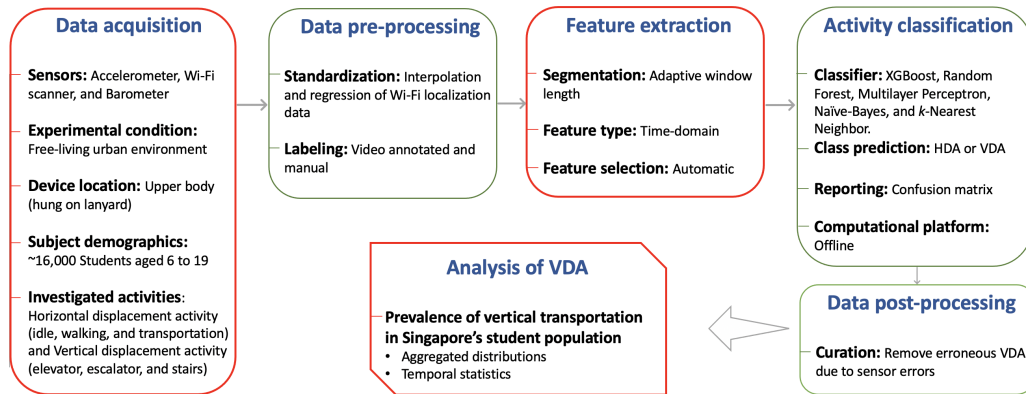 Data acquisition
Sensors: Accelerometer, Wi-Fi
scanner, and Barometer
Experimental condition:
Free-living urban environment
Device location: Upper body
(hung on lanyard)
Subject demographics:
~16,000 Students aged 6 to 19
Investigated activities:
Horizontal displacement activity
(idle, walking, and transportation)
and Vertical displacement activity
(elevator, escalator, and stairs)
Data pre-processing
Standardization: Interpolation
and regression of Wi-Fi localization
data
Labeling: Video annotated and
manual
Feature extraction
Segmentation: Adaptive window
length
Feature type: Time-domain
Feature selection: Automatic
Activity classification
Classifier: XGBoost, Random
Forest, Multilayer Perceptron,
Naïve-Bayes, and k-Nearest
Neighbor.
Class prediction: HDA or VDA
Reporting: Confusion matrix
Computational platform:
Offline
Data post-processing
Curation: Remove erroneous VDA
due to sensor errors
Analysis of VDA
Prevalence of vertical transportation
in Singapore's student population
• Aggregated distributions
• Temporal statistics